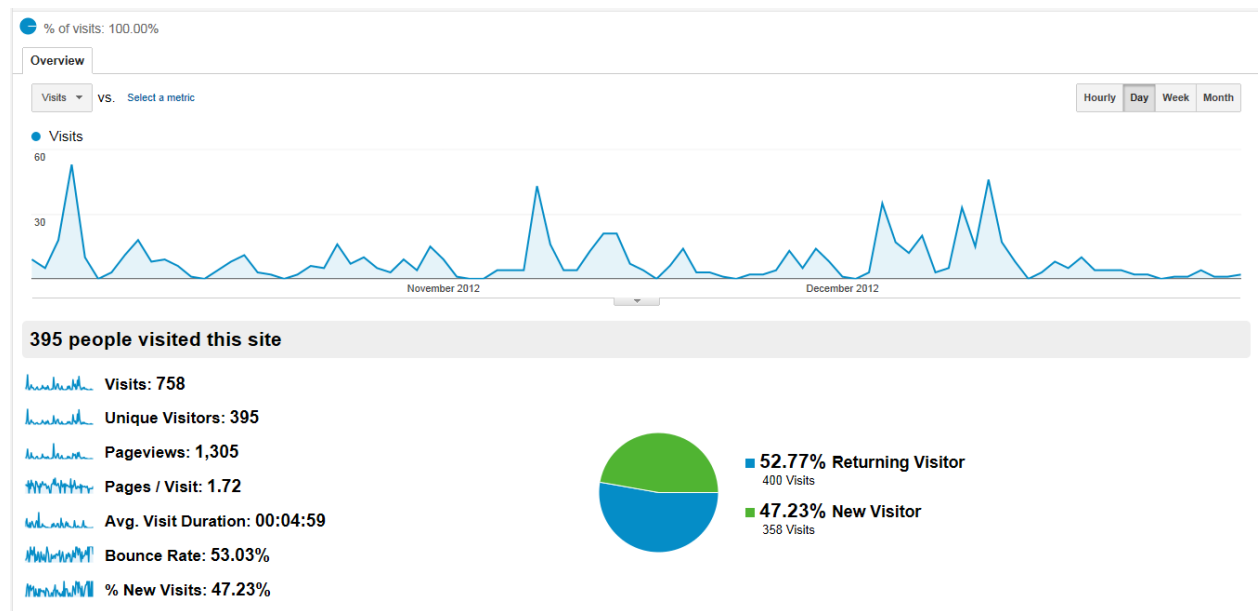 % of visits: 100.00%
Overview
Visits VS. Select a metric Hourly Day Week Month
Visits
60
30
November 2012 December 2012
395 people visited this site
Visits: 758
Unique Visitors: 395
Pageviews: 1,305
Pages / Visit: 1.72
Avg. Visit Duration: 00:04:59
Bounce Rate: 53.03%
% New Visits: 47.23%
52.77% Returning Visitor
400 Visits
47.23% New Visitor
358 Visits